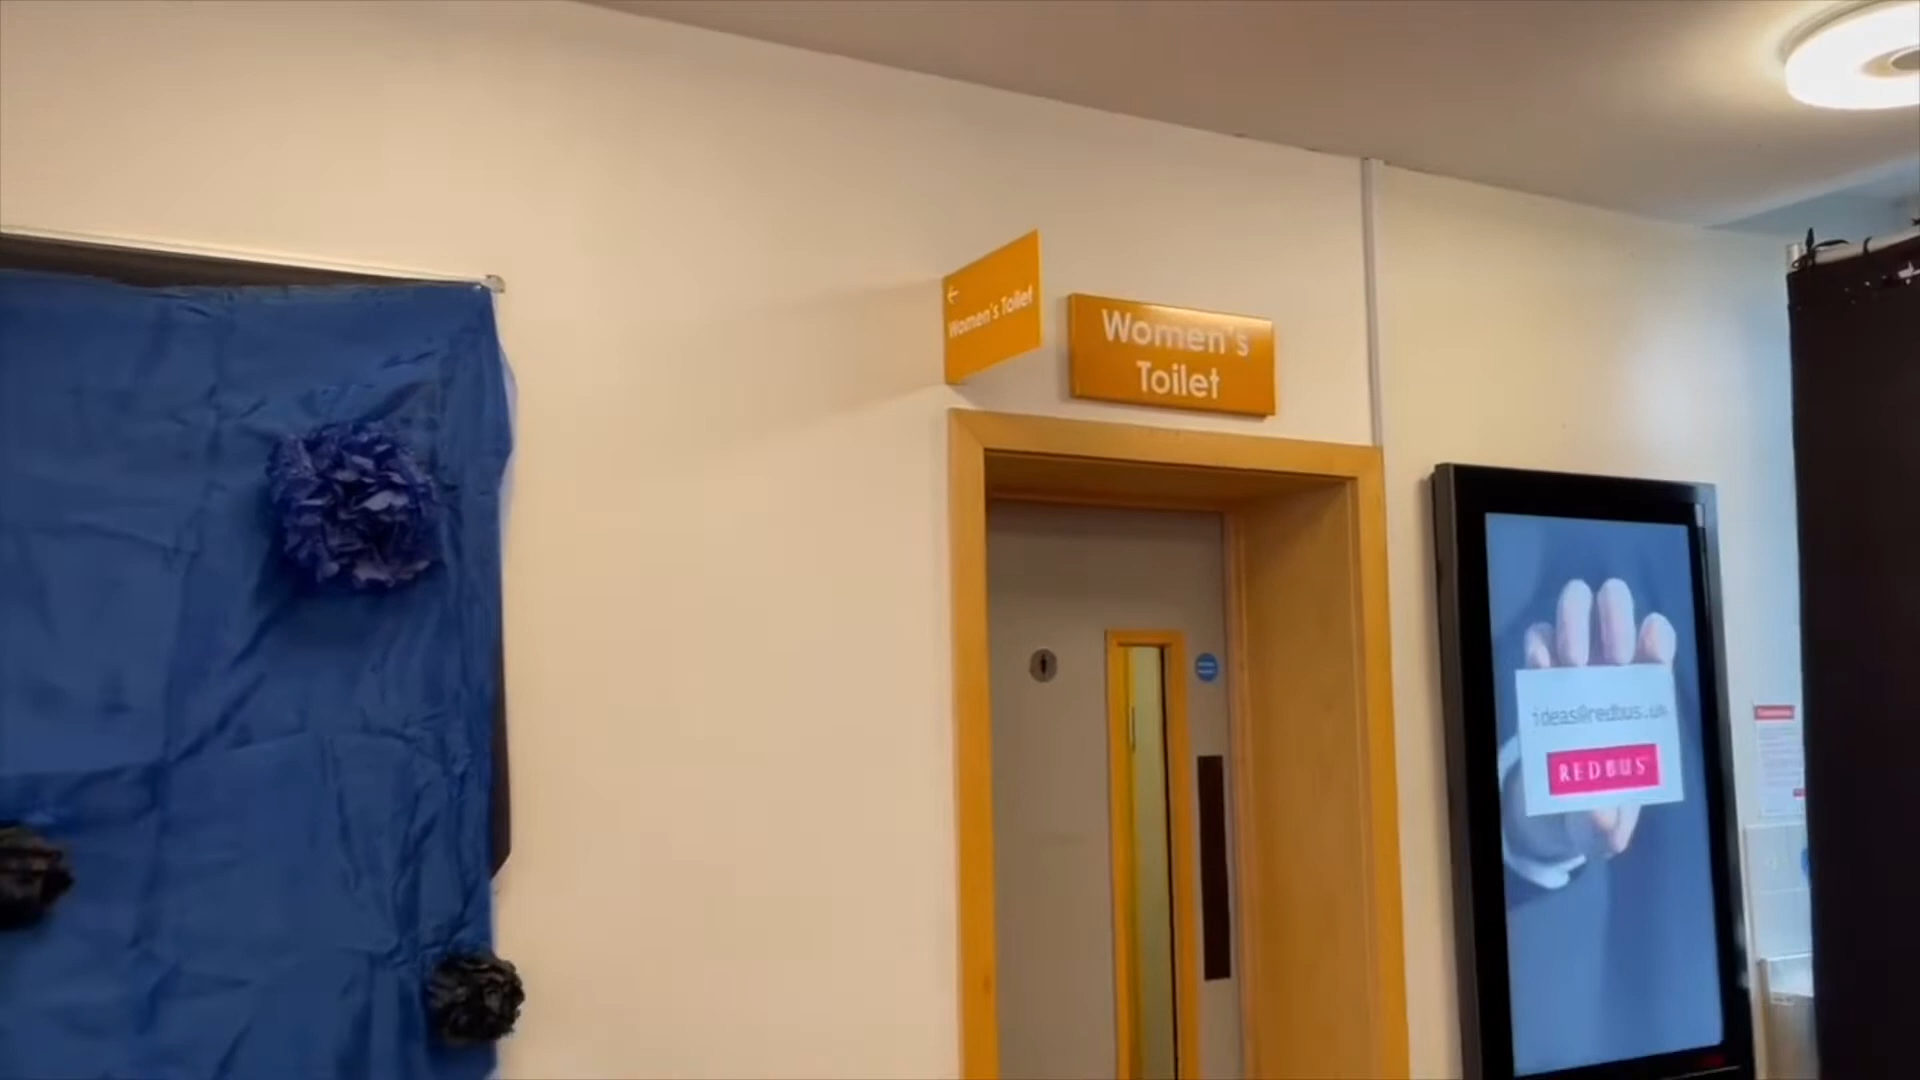 ←
Women's Toilet
Women's
Toilet
ideas@redbus.uk
REDBUS